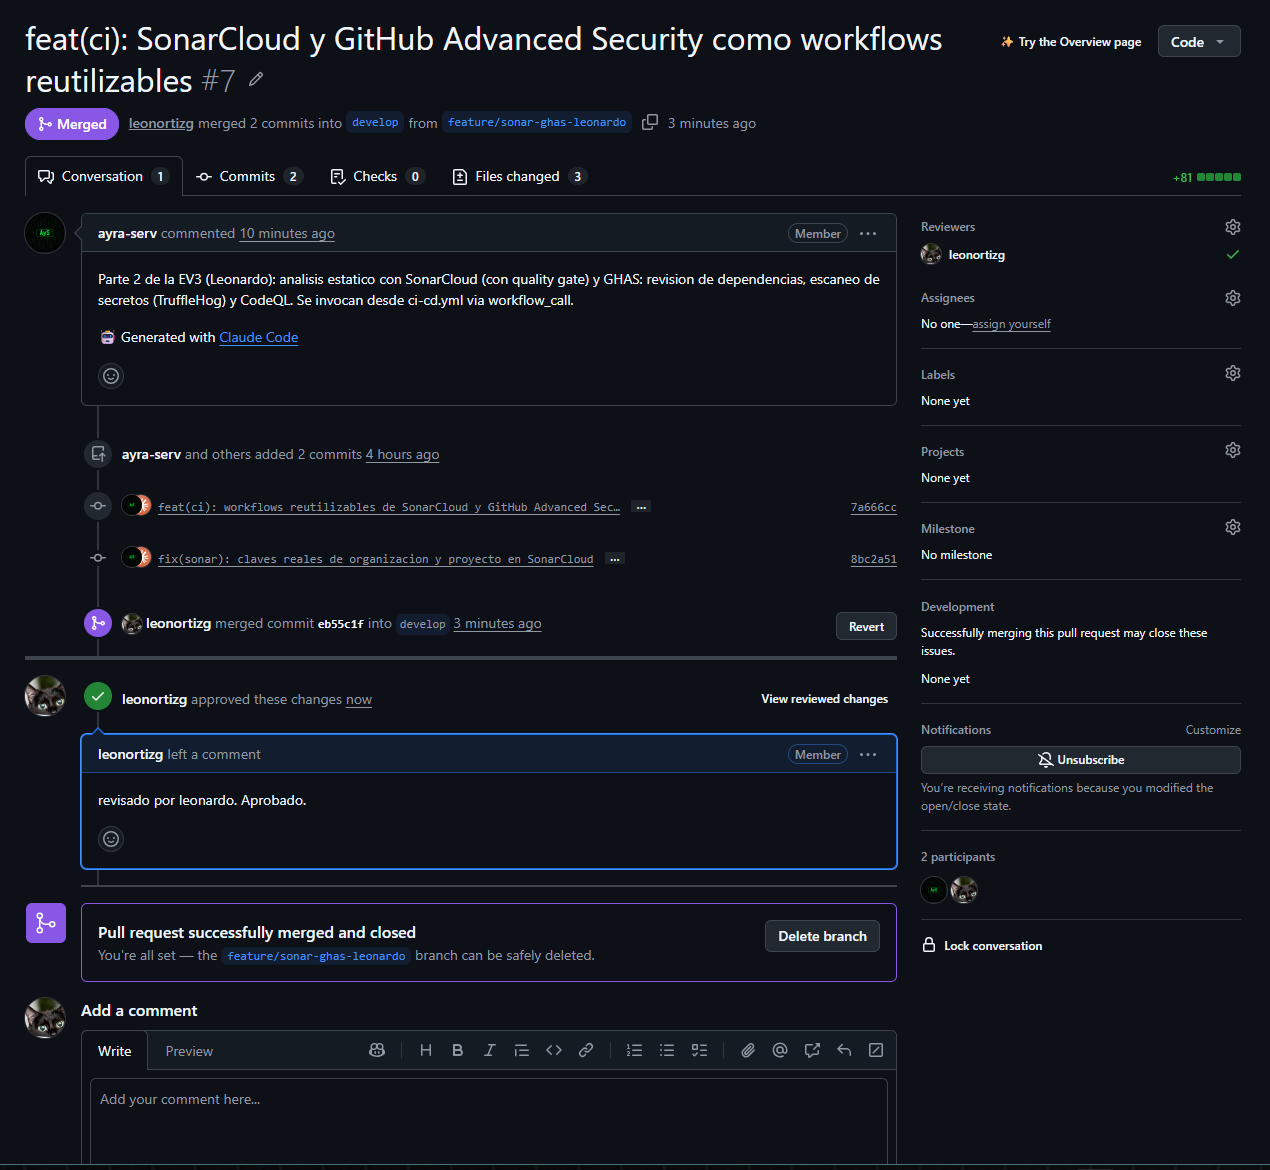 feat(ci): SonarCloud y GitHub Advanced Security como workflows
reutilizables #7
Try the Overview page
Code
Merged
leonortizg merged 2 commits into develop from feature/sonar-ghas-leonardo 3 minutes ago
Conversation 1
Commits 2
Checks 0
Files changed 3
+81
ayra-serv commented 10 minutes ago
Member
Parte 2 de la EV3 (Leonardo): analisis estatico con SonarCloud (con quality gate) y GHAS: revision de dependencias, escaneo de
secretos (TruffleHog) y CodeQL. Se invocan desde ci-cd.yml via workflow_call.
Generated with Claude Code
ayra-serv and others added 2 commits 4 hours ago
feat(ci): workflows reutilizables de SonarCloud y GitHub Advanced Sec… ...
7a666cc
fix(sonar): claves reales de organizacion y proyecto en SonarCloud ...
8bc2a51
leonortizg merged commit eb55c1f into develop 3 minutes ago
Revert
leonortizg approved these changes now
View reviewed changes
leonortizg left a comment
Member
revisado por leonardo. Aprobado.
Pull request successfully merged and closed
You're all set — the feature/sonar-ghas-leonardo branch can be safely deleted.
Delete branch
Add a comment
Write
Preview
Add your comment here...
Reviewers
leonortizg
Assignees
No one—assign yourself
Labels
None yet
Projects
None yet
Milestone
No milestone
Development
Successfully merging this pull request may close these
issues.
None yet
Notifications
Customize
Unsubscribe
You're receiving notifications because you modified the
open/close state.
2 participants
Lock conversation